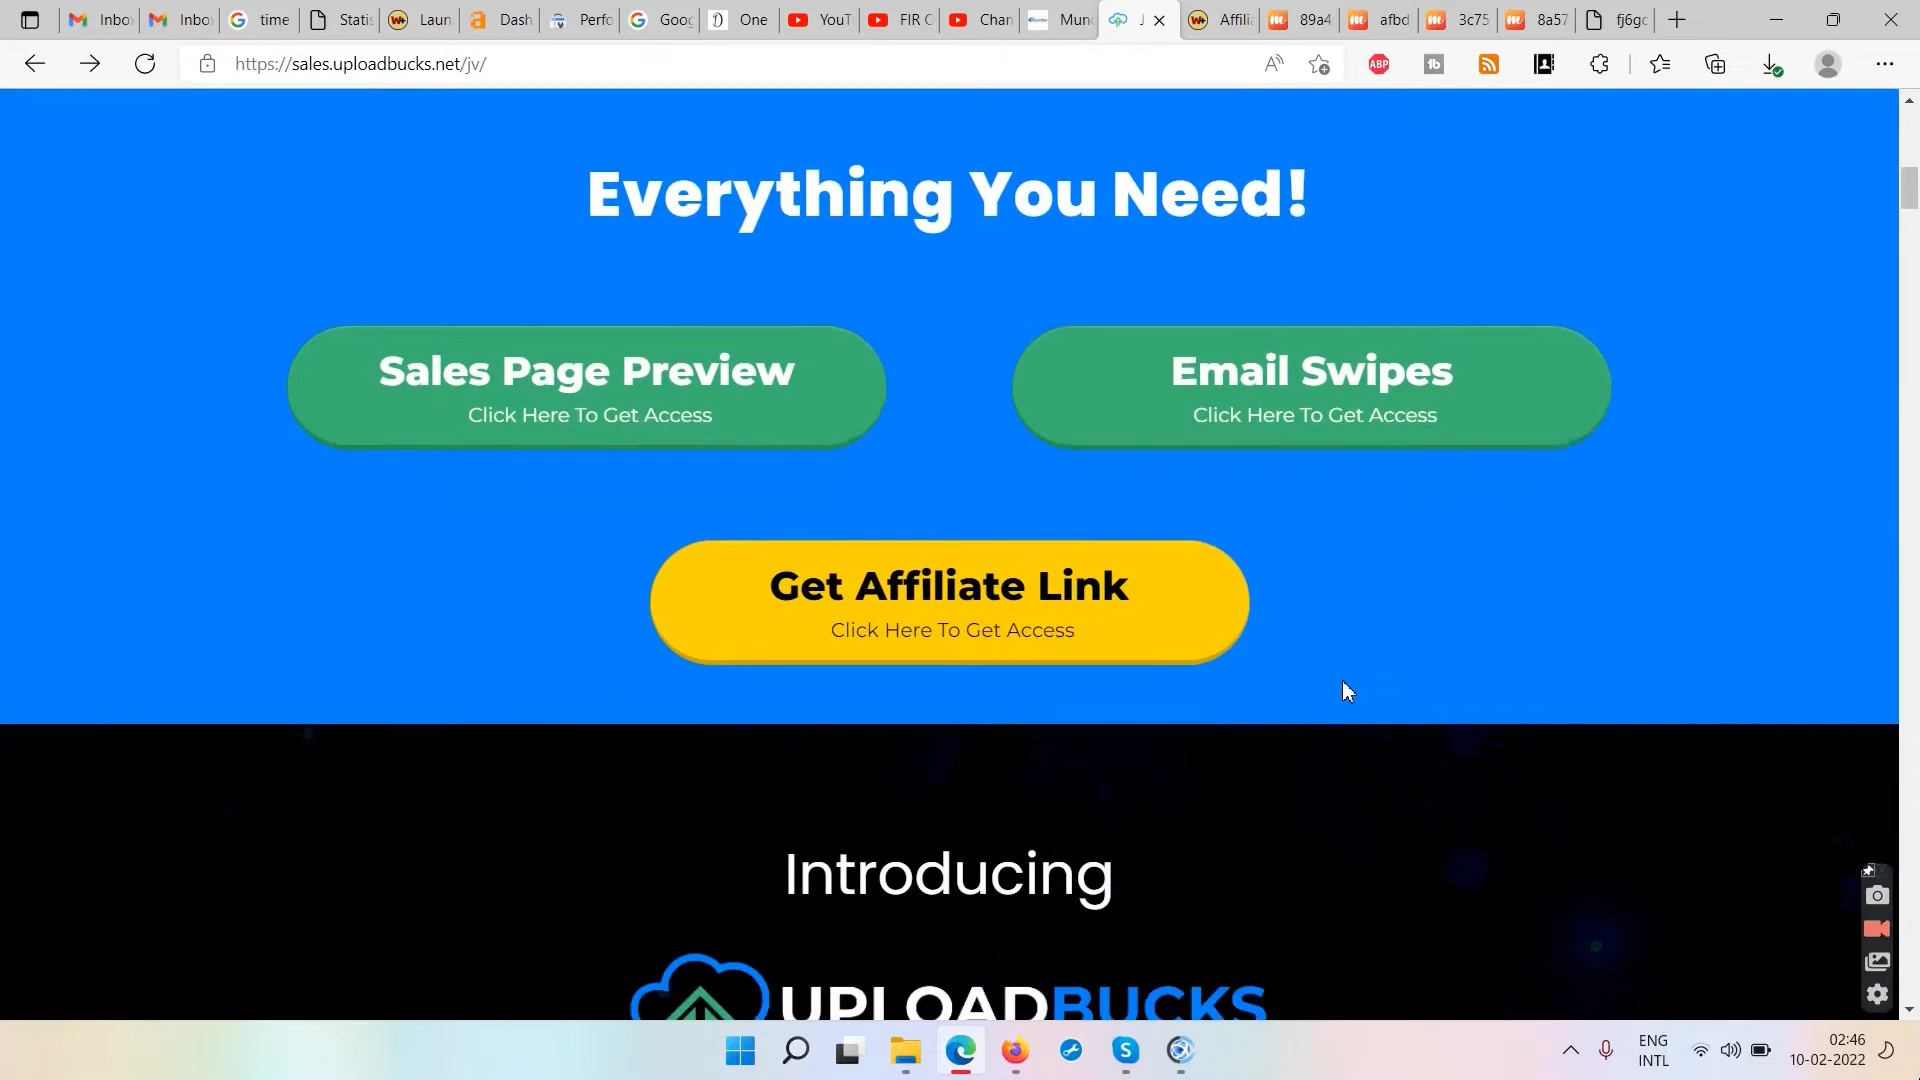 Inbo
Inbo
time
Statis
Laun
Dash
Perfo
Goog
One
YouT
FIR C
Chan
Mun
J
Affilia
89a4
afbd
3c75
8a57
fj6gc
https://sales.uploadbucks.net/jv/
ABP
Everything You Need!
Sales Page Preview
Click Here To Get Access
Email Swipes
Click Here To Get Access
Get Affiliate Link
Click Here To Get Access
Introducing
UPLOADBUCKS
ENG
INTL
02:46
10-02-2022